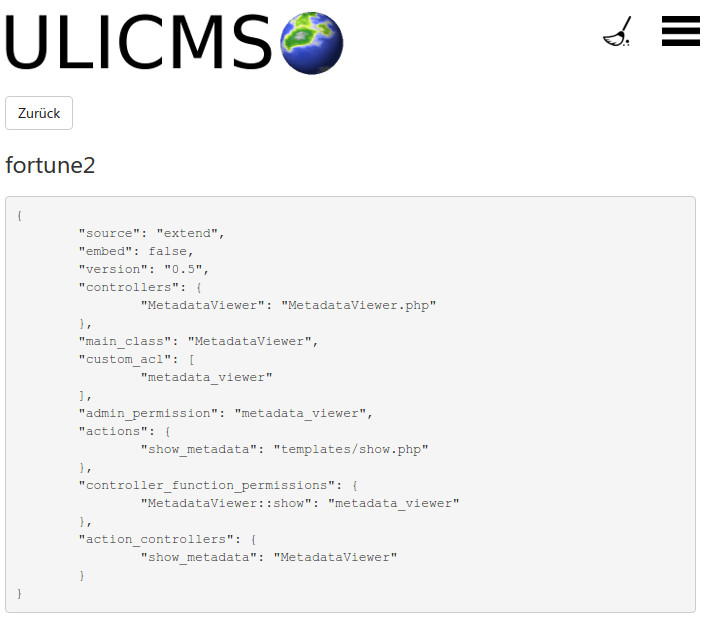 ULICMS
Zurück
fortune2
{
	"source": "extend",
	"embed": false,
	"version": "0.5",
	"controllers": {
		"MetadataViewer": "MetadataViewer.php"
	},
	"main_class": "MetadataViewer",
	"custom_acl": [
		"metadata_viewer"
	],
	"admin_permission": "metadata_viewer",
	"actions": {
		"show_metadata": "templates/show.php"
	},
	"controller_function_permissions": {
		"MetadataViewer::show": "metadata_viewer"
	},
	"action_controllers": {
		"show_metadata": "MetadataViewer"
	}
}